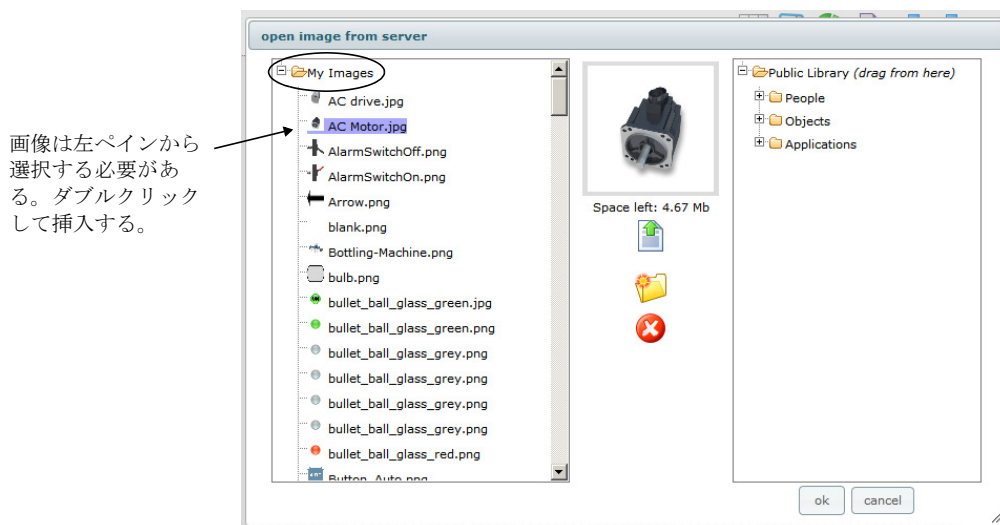 open image from server
My Images
AC drive.jpg
AC Motor.jpg
AlarmSwitchOff.png
AlarmSwitchOn.png
Arrow.png
blank.png
Bottling-Machine.png
bulb.png
bullet_ball_glass_green.jpg
bullet_ball_glass_green.png
bullet_ball_glass_grey.png
bullet_ball_glass_grey.png
bullet_ball_glass_grey.png
bullet_ball_glass_grey.png
bullet_ball_glass_red.png
Button_Auto.png
画像は左ペインから
選択する必要があ
る。ダブルクリック
して挿入する。
Space left: 4.67 Mb
Public Library (drag from here)
People
Objects
Applications
ok
cancel